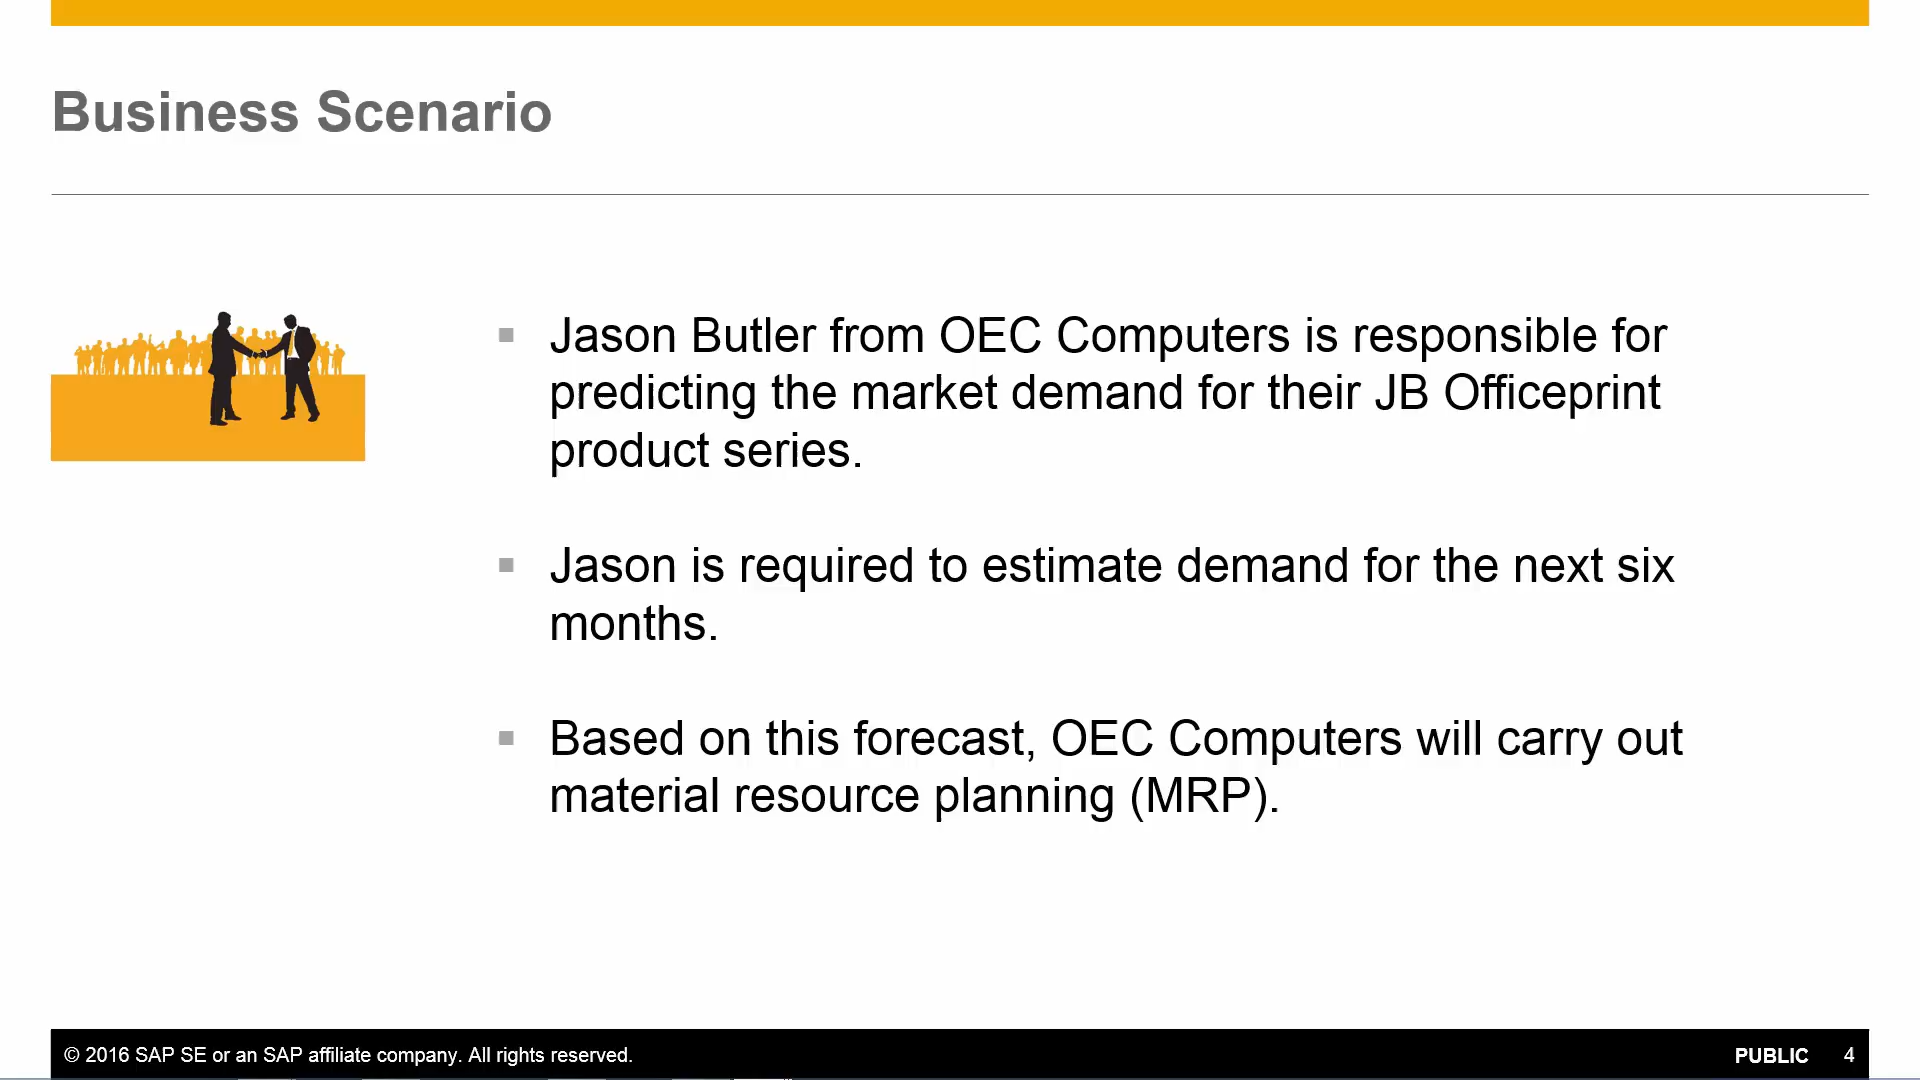 Business Scenario
Jason Butler from OEC Computers is responsible for
predicting the market demand for their JB Officeprint
product series.
Jason is required to estimate demand for the next six
months.
Based on this forecast, OEC Computers will carry out
material resource planning (MRP).
© 2016 SAP SE or an SAP affiliate company. All rights reserved.
PUBLIC 4